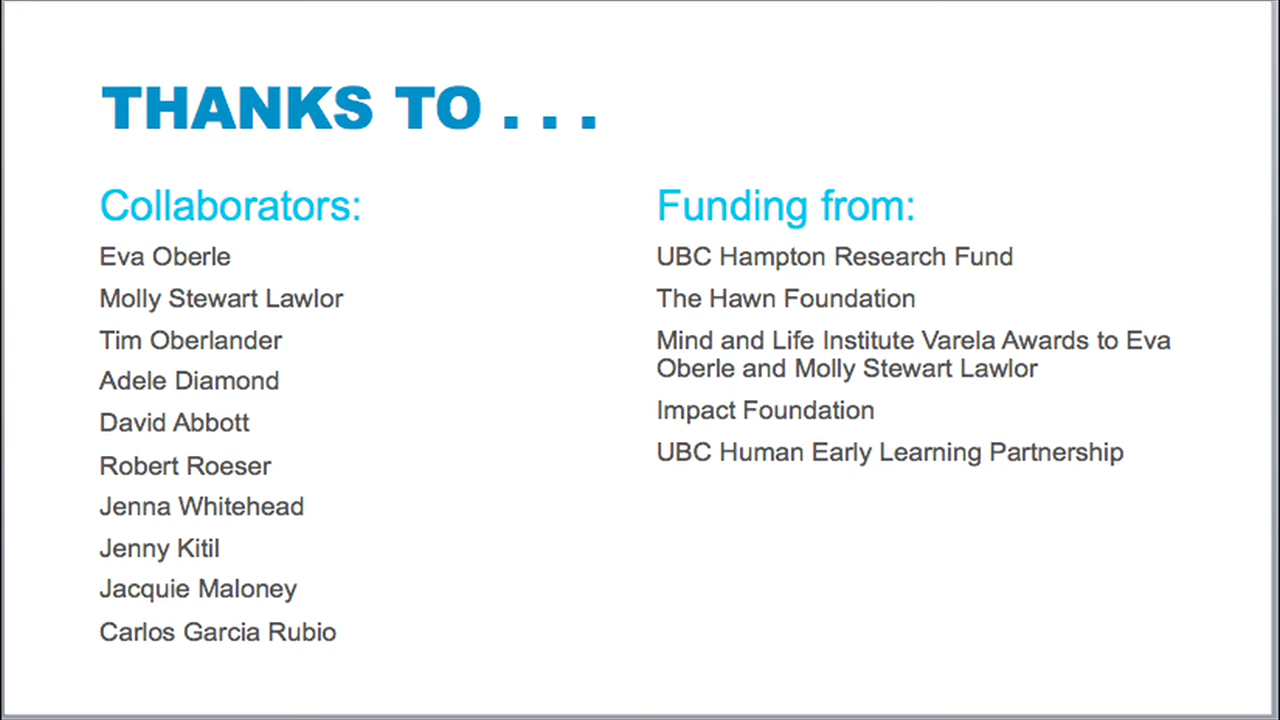 THANKS TO . . .
Collaborators:
Eva Oberle
Molly Stewart Lawlor
Tim Oberlander
Adele Diamond
David Abbott
Robert Roeser
Jenna Whitehead
Jenny Kitil
Jacquie Maloney
Carlos Garcia Rubio
Funding from:
UBC Hampton Research Fund
The Hawn Foundation
Mind and Life Institute Varela Awards to Eva
Oberle and Molly Stewart Lawlor
Impact Foundation
UBC Human Early Learning Partnership